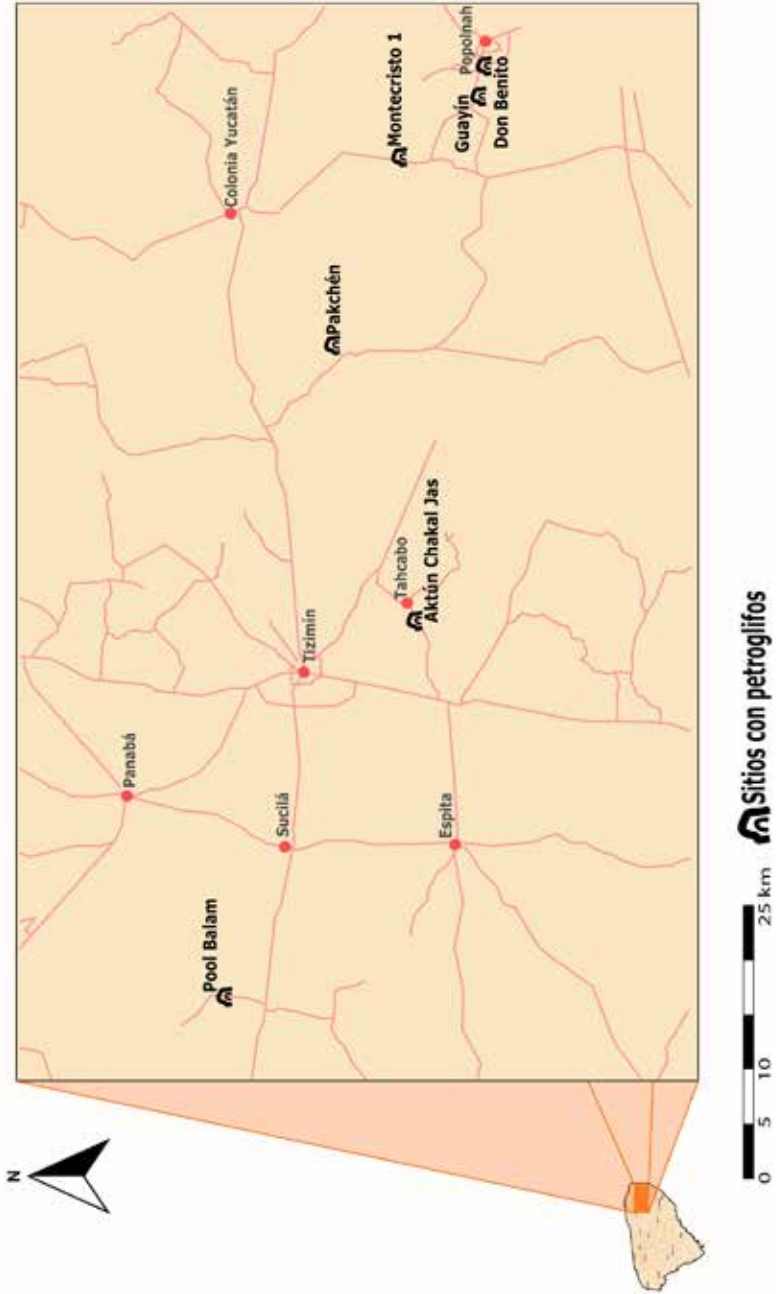 N
Panabá
Pool Balam
Colonia Yucatán
Sucilá
Tizimín
Pakchén
Montecristo 1
Tahcabo
Aktún Chakal Jas
Espita
Guayín
Popolnah
Don Benito
0 5 10 25 km
Sitios con petroglifos